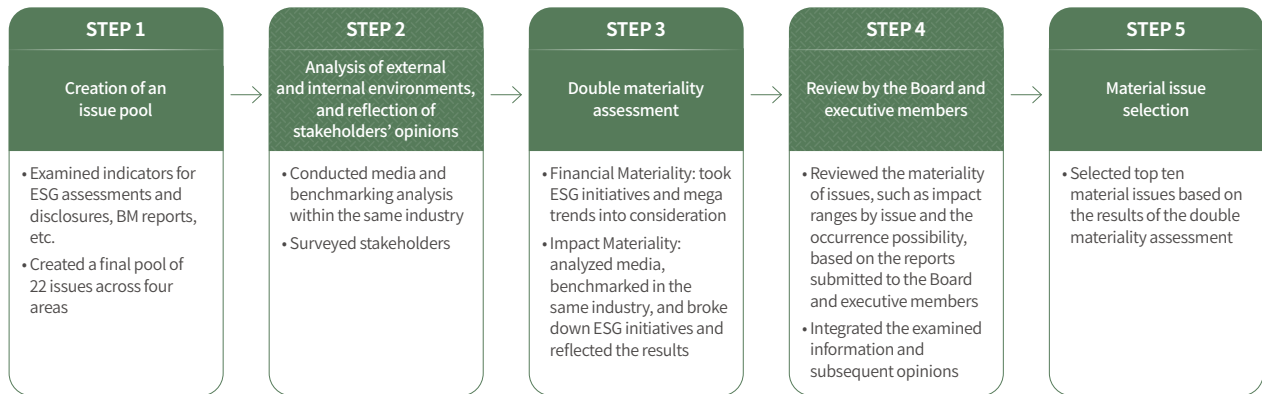 STEP 1
Creation of an
issue pool
• Examined indicators for
ESG assessments and
disclosures, BM reports,
etc.
• Created a final pool of
22 issues across four
areas
STEP 2
Analysis of external
and internal environments,
and reflection of
stakeholders’ opinions
• Conducted media and
benchmarking analysis
within the same industry
• Surveyed stakeholders
STEP 3
Double materiality
assessment
• Financial Materiality: took
ESG initiatives and mega
trends into consideration
• Impact Materiality:
analyzed media,
benchmarked in the
same industry, and broke
down ESG initiatives and
reflected the results
STEP 4
Review by the Board and
executive members
• Reviewed the materiality
of issues, such as impact
ranges by issue and the
occurrence possibility,
based on the reports
submitted to the Board
and executive members
• Integrated the examined
information and
subsequent opinions
STEP 5
Material issue
selection
• Selected top ten
material issues based on
the results of the double
materiality assessment